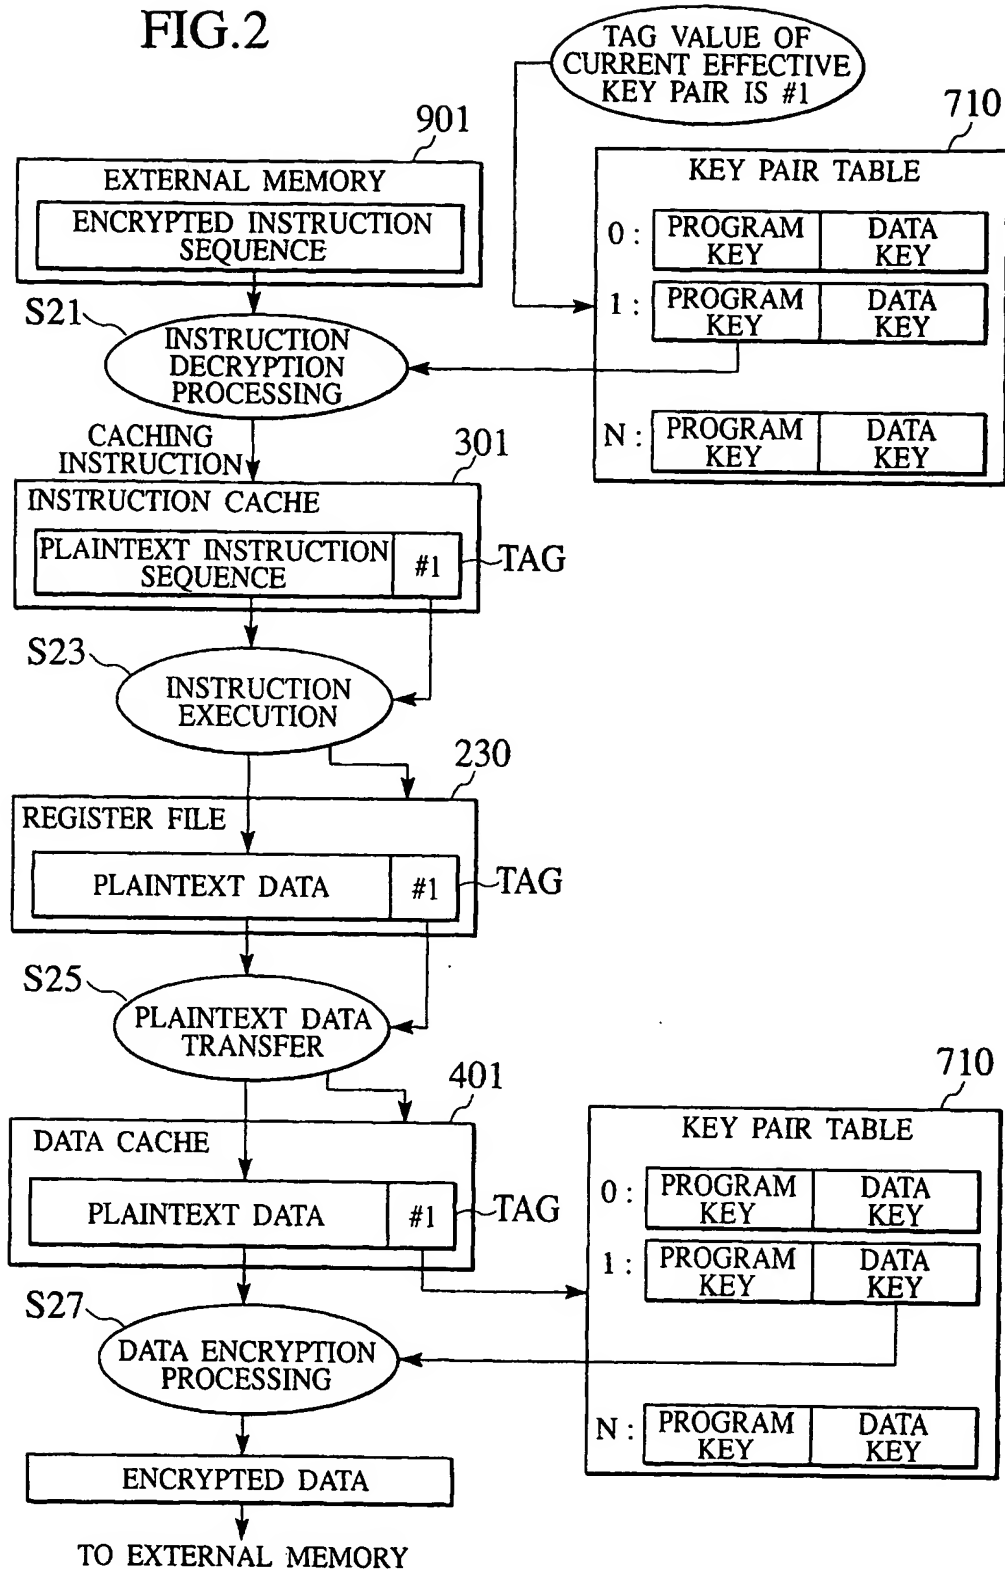 FIG.2
TAG VALUE OF
CURRENT EFFECTIVE
KEY PAIR IS #1
901
710
EXTERNAL MEMORY
ENCRYPTED INSTRUCTION
SEQUENCE
KEY PAIR TABLE
0 : PROGRAM KEY DATA KEY
1 : PROGRAM KEY DATA KEY
N : PROGRAM KEY DATA KEY
S21
INSTRUCTION
DECRYPTION
PROCESSING
CACHING
INSTRUCTION
301
INSTRUCTION CACHE
PLAINTEXT INSTRUCTION
SEQUENCE
#1
TAG
S23
INSTRUCTION
EXECUTION
230
REGISTER FILE
PLAINTEXT DATA
#1
TAG
S25
PLAINTEXT DATA
TRANSFER
401
DATA CACHE
PLAINTEXT DATA
#1
TAG
710
KEY PAIR TABLE
0 : PROGRAM KEY DATA KEY
1 : PROGRAM KEY DATA KEY
N : PROGRAM KEY DATA KEY
S27
DATA ENCRYPTION
PROCESSING
ENCRYPTED DATA
TO EXTERNAL MEMORY